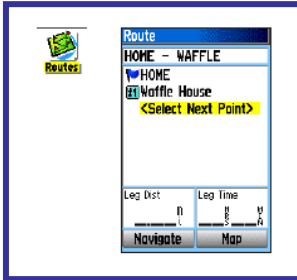 Routes
Route
HOME - WAFFLE
HOME
Waffle House
<Select Next Point>
Leg Dist
Leg Time
Navigate
Map